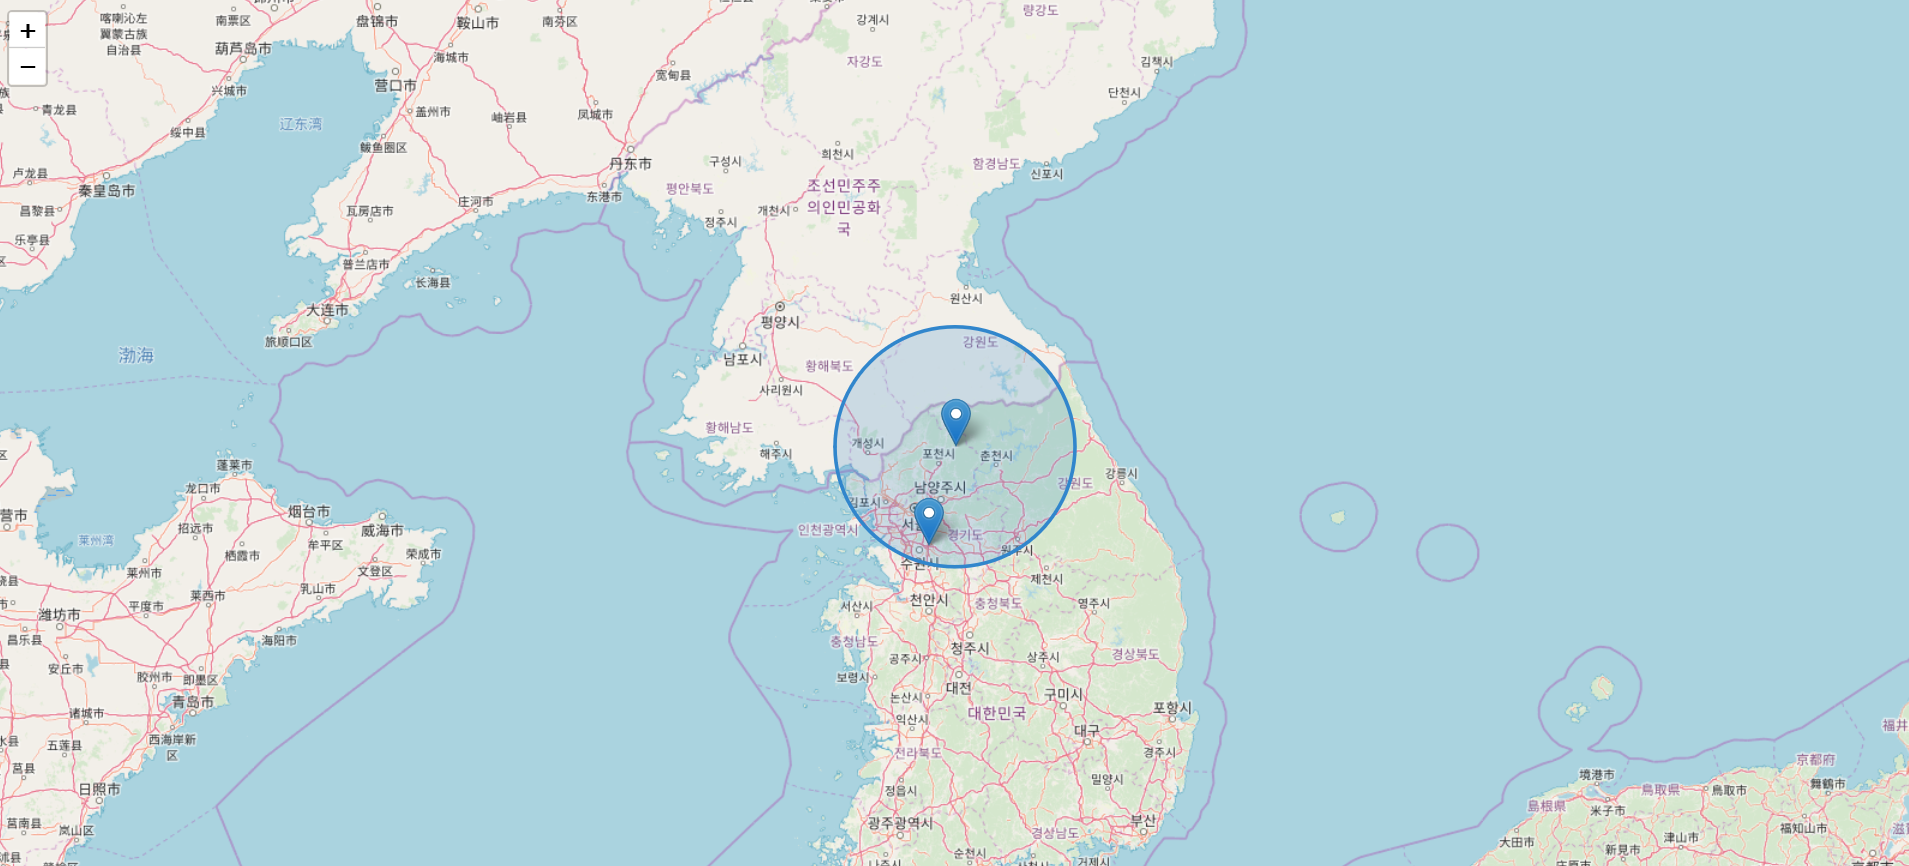 +
−
喀喇沁左
翼蒙古族
自治县
南票区
盘锦市
鞍山市
南芬区
강계시
량강도
葫芦岛市
海城市
자강도
김책시
宽甸县
营口市
兴城市
단천시
青龙县
盖州市
岫岩县
凤城市
辽东湾
绥中县
鲅鱼圈区
희천시
丹东市
구성시
함경남도
신포시
卢龙县
秦皇岛市
평안북도
조선민주주
의인민공화
국
东港市
昌黎县
瓦房店市
庄河市
개천시
정주시
乐亭县
普兰店市
长海县
원산시
大连市
평양시
旅顺口区
강원도
渤海
남포시
황해북도
사리원시
황해남도
개성시
해주시
포천시
춘천시
蓬莱市
강릉시
강원도
龙口市
남양주시
김포시
烟台市
营市
招远市
威海市
인천광역시
경기도
莱州湾
牟平区
栖霞市
荣成市
원주시
수원시
莱州市
文登区
제천시
乳山市
莱西市
平度市
서산시
천안시
충청북도
영주시
潍坊市
昌乐县
海阳市
충청남도
청주시
공주시
상주시
경상북도
安丘市
胶州市
即墨区
보령시
대전
구미시
논산시
青岛市
诸城市
익산시
대한민국
포항시
福井
대구
西海岸新
区
五莲县
전라북도
경주시
京都府
莒县
境港市
밀양시
舞鶴市
日照市
정읍시
鳥取県
鳥取市
島根県
米子市
莒南县
岚山区
광주광역시
부산
경상남도
福知山市
津山市
大田市
순천시
新見市
거제시